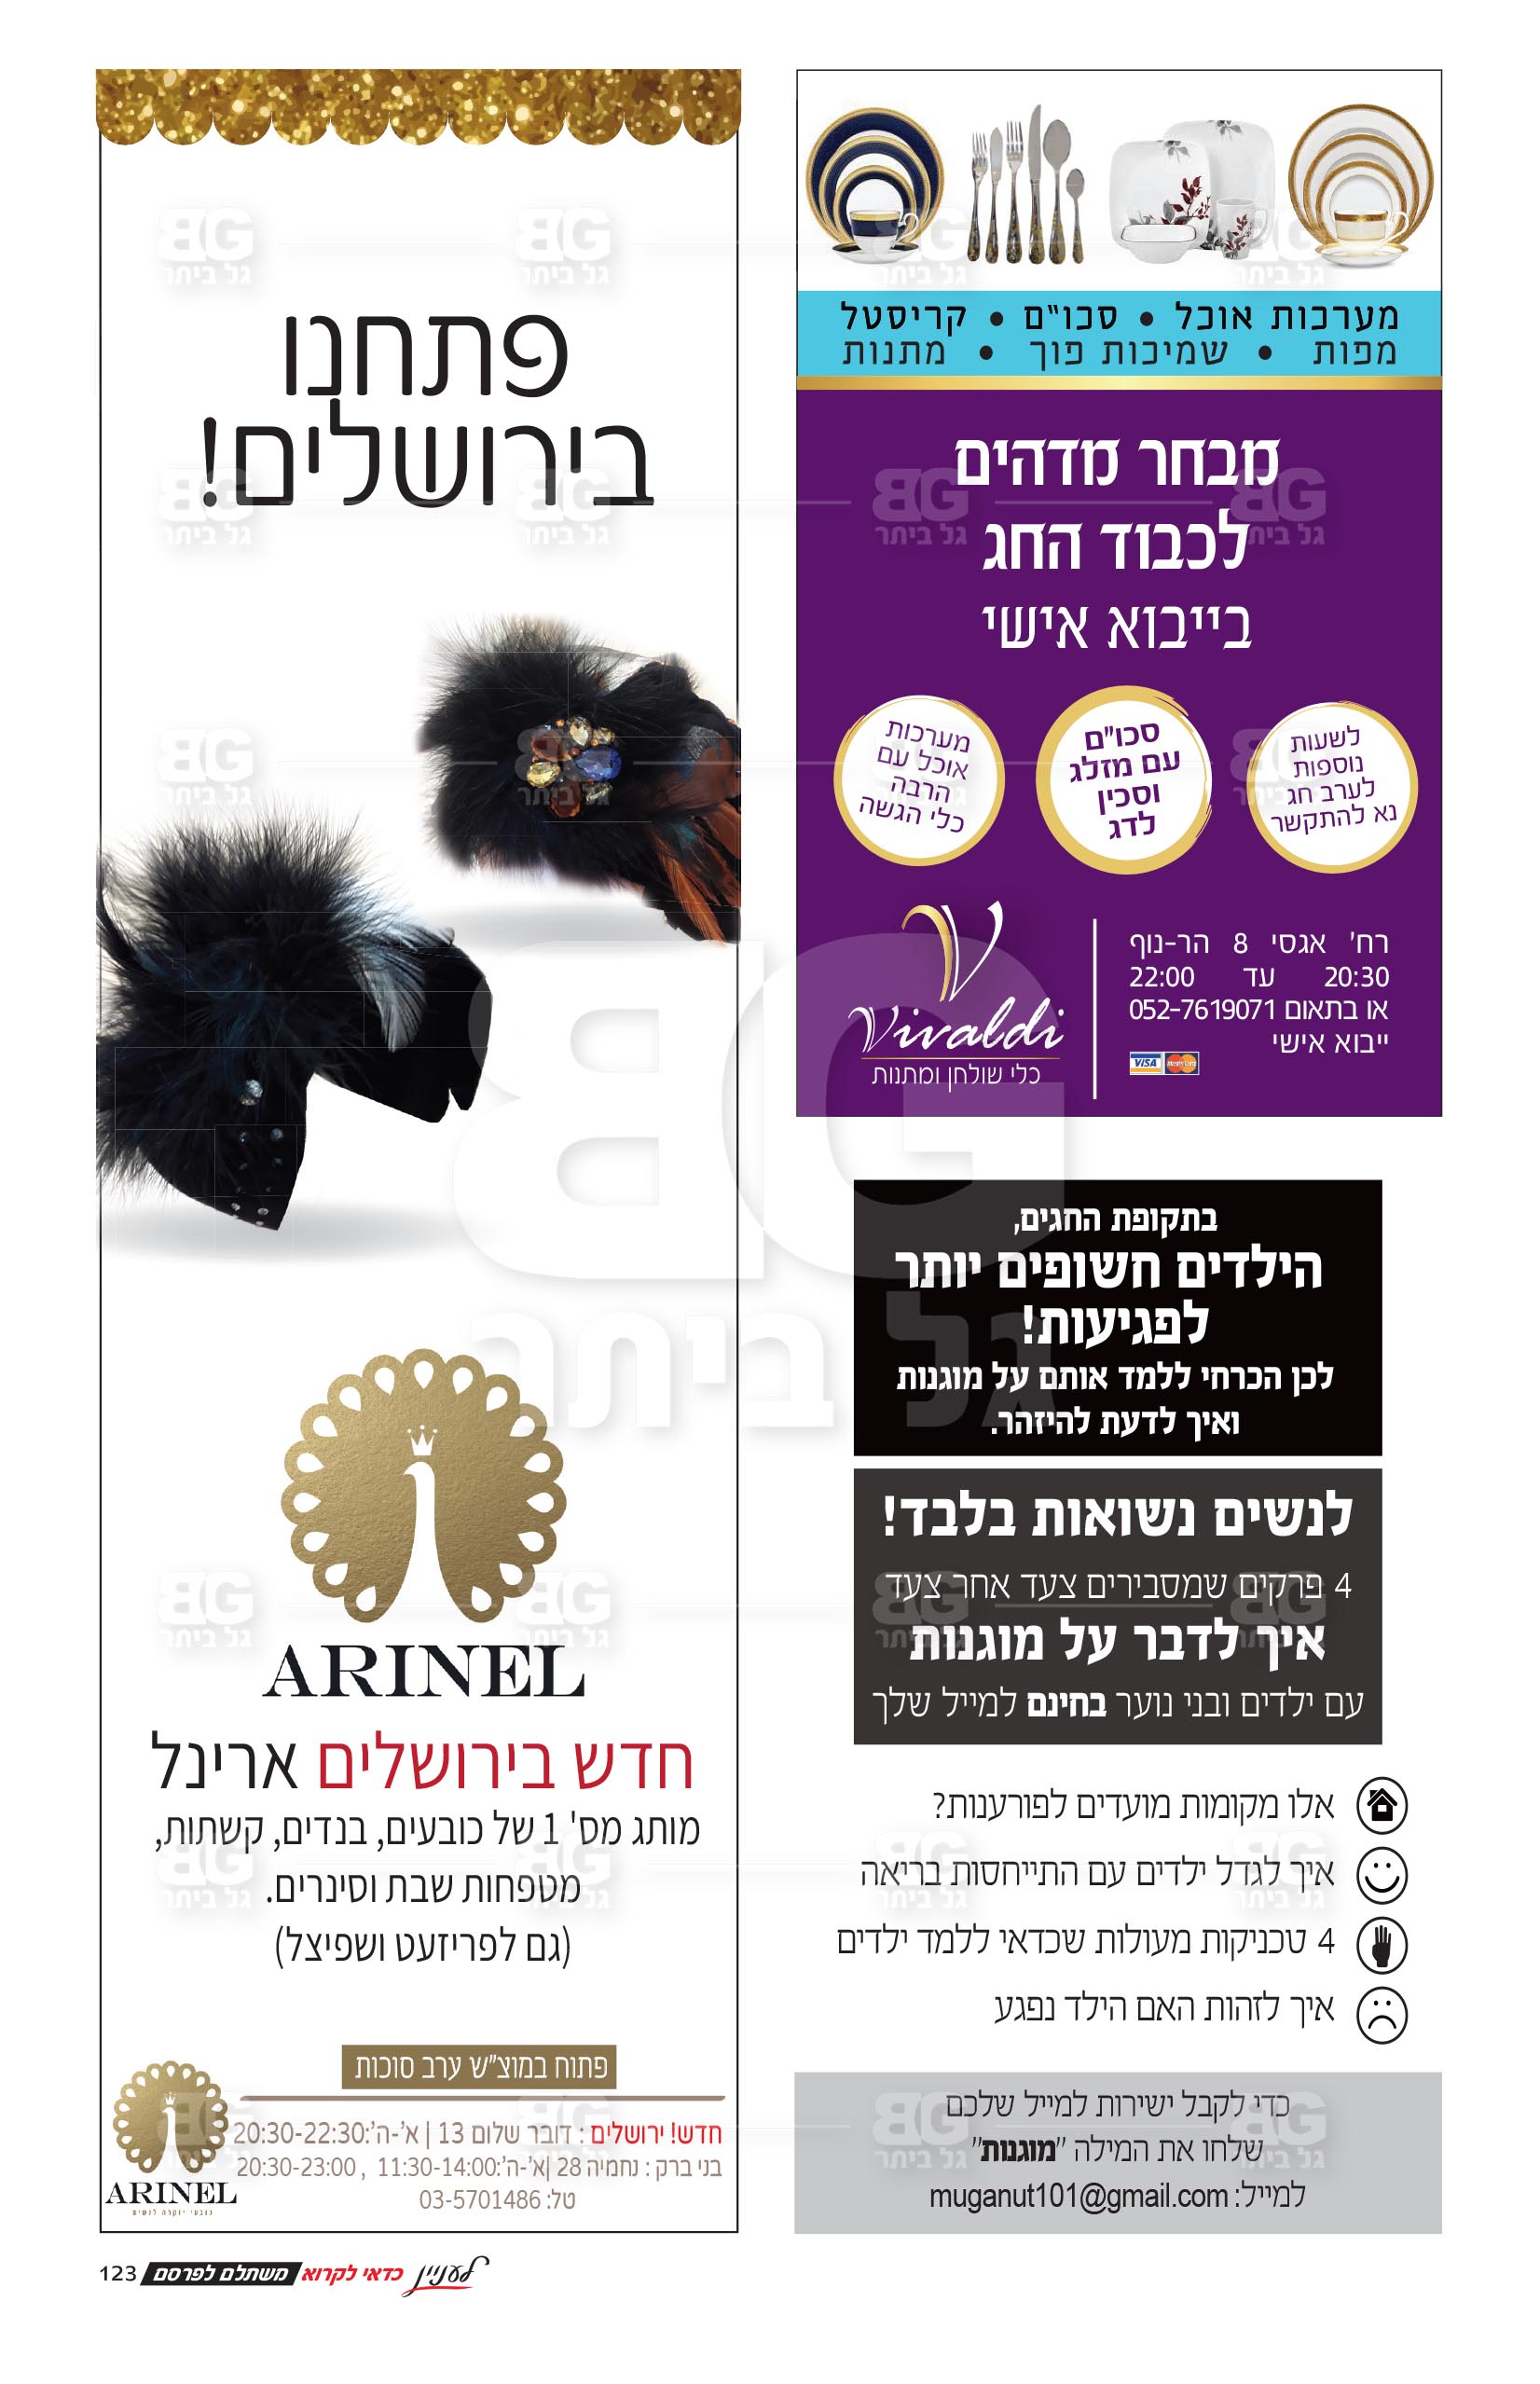 מערכות אוכל • סכו"ם • קריסטל
מפות • שמיכות פוך • מתנות
מבחר מדהים
לכבוד החג
בייבוא אישי
לשעות
נוספות
לערב חג
נא להתקשר
סכו"ם
עם מזלג
וסכין
לדג
מערכות
אוכל עם
הרבה
כלי הגשה
רח' אגסי 8 הר-נוף
20:30 עד 22:00
או בתאום 052-7619071
ייבוא אישי
VISA MasterCard
Vivaldi
כלי שולחן ומתנות
בתקופת החגים,
הילדים חשופים יותר
לפגיעות!
לכן הכרחי ללמד אותם על מוגנות
ואיך לדעת להיזהר.
לנשים נשואות בלבד!
4 פרקים שמסבירים צעד אחר צעד
איך לדבר על מוגנות
עם ילדים ובני נוער בחינם למייל שלך
אלו מקומות מועדים לפורענות?
איך לגדל ילדים עם התייחסות בריאה
4 טכניקות מעולות שכדאי ללמד ילדים
איך לזהות האם הילד נפגע
כדי לקבל ישירות למייל שלכם
שלחו את המילה "מוגנות"
למייל: muganut101@gmail.com
פתחנו
בירושלים!
ARINEL
חדש בירושלים ארינל
מותג מס' 1 של כובעים, בנדים, קשתות,
מטפחות שבת וסינרים.
(גם לפריזעט ושפיצל)
פתוח במוצ"ש ערב סוכות
חדש! ירושלים : דובר שלום 13 | א'-ה':20:30-22:30
בני ברק : נחמיה 28 |א'-ה':11:30-14:00 , 20:30-23:00
טל: 03-5701486
ARINEL
כובעי יוקרה לנשים
לעניין כדאי לקרוא משתלם לפרסם 123
BG
גל ביתר